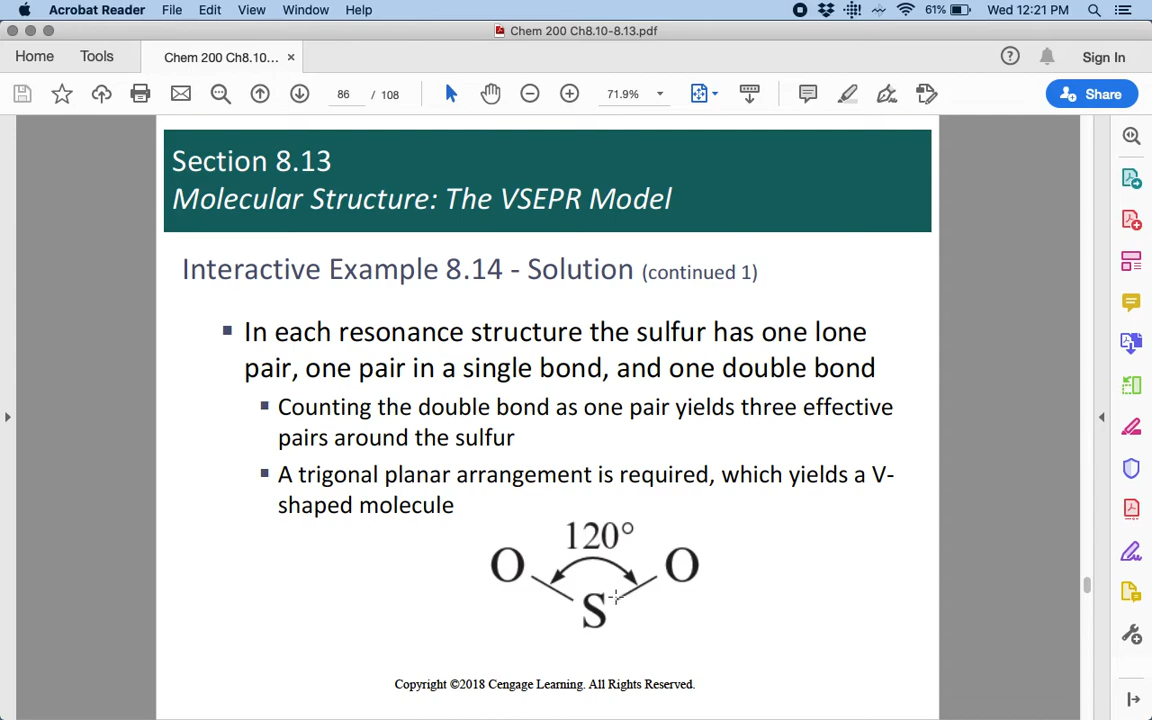 Acrobat Reader File Edit View Window Help 61% Wed 12:21 PM
Chem 200 Ch8.10-8.13.pdf
Home Tools Chem 200 Ch8.10... × Sign In
86 / 108 71.9% Share
Section 8.13
Molecular Structure: The VSEPR Model
Interactive Example 8.14 - Solution (continued 1)
In each resonance structure the sulfur has one lone
pair, one pair in a single bond, and one double bond
Counting the double bond as one pair yields three effective
pairs around the sulfur
A trigonal planar arrangement is required, which yields a V-
shaped molecule
120°
O O
S
Copyright ©2018 Cengage Learning. All Rights Reserved.